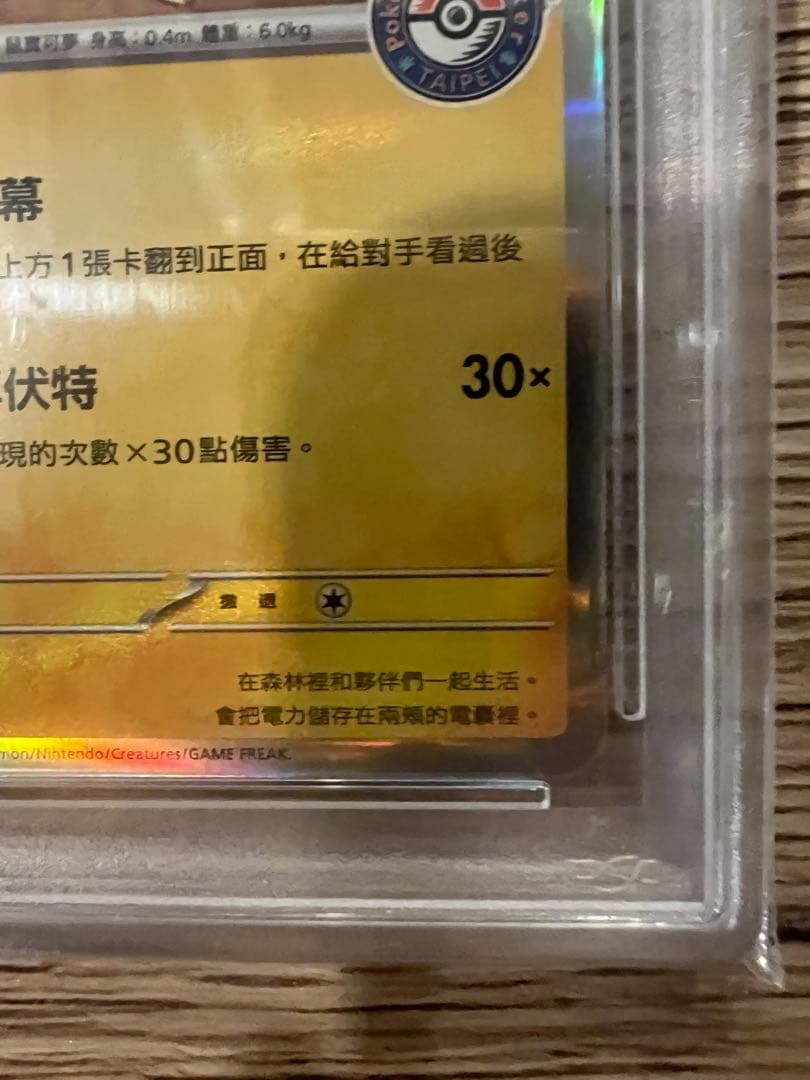 鼠寶可夢 身高：0.4m 體重：6.0kg
TAIPEI
幕
上方1張卡翻到正面，在給對手看過後
伏特 30×
現的次數×30點傷害。
撤退
在森林裡和夥伴們一起生活。
會把電力儲存在兩頰的電囊裡。
mon/Nintendo/Creatures/GAME FREAK.